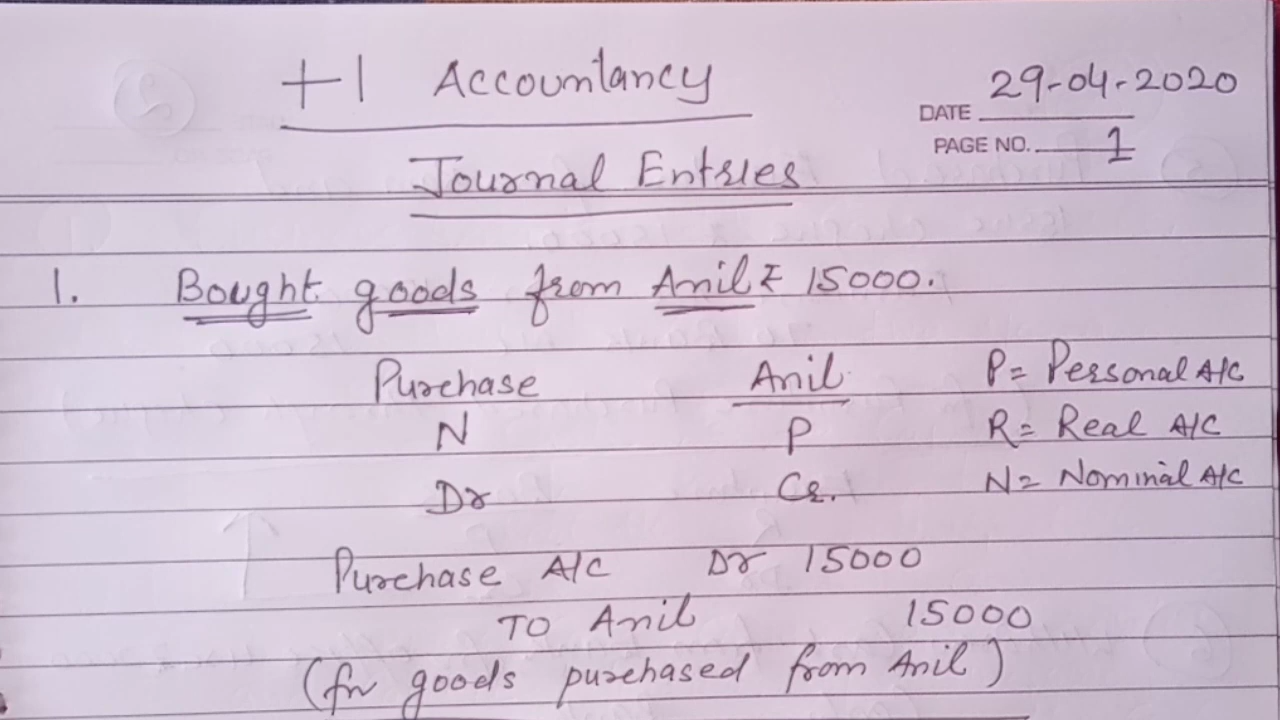 +1 Accountancy
29-04-2020
DATE
PAGE NO. 1
Journal Entries
1. Bought goods from Anil ₹ 15000.
Purchase Anil P= Personal A/C
N P R= Real A/C
Dr Cr. N= Nominal A/C
Purchase A/C Dr 15000
TO Anil 15000
(for goods purchased from Anil)